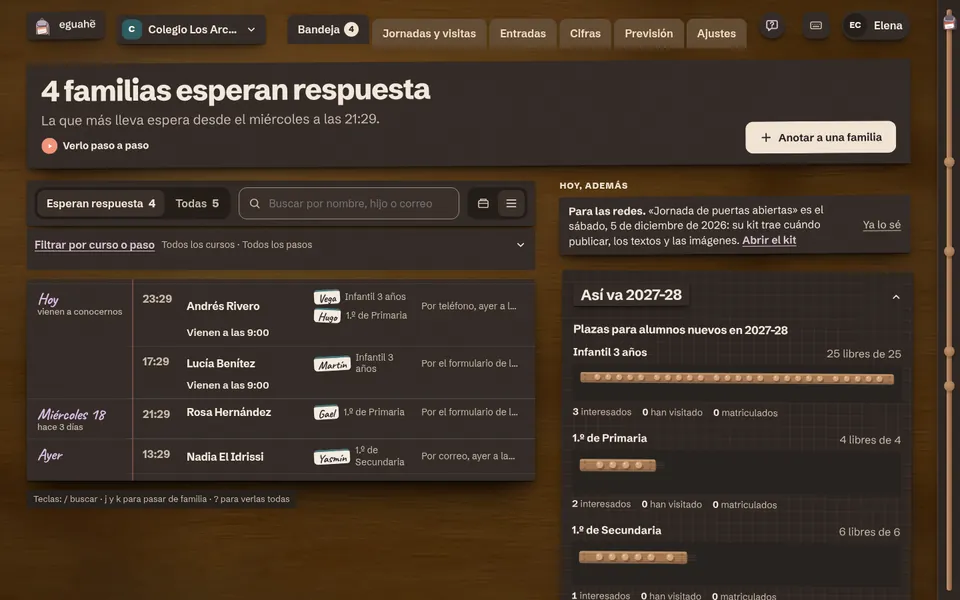 eguahē
C Colegio Los Arc...
Bandeja 4
Jornadas y visitas
Entradas
Cifras
Previsión
Ajustes
EC Elena
4 familias esperan respuesta
La que más lleva espera desde el miércoles a las 21:29.
Verlo paso a paso
+ Anotar a una familia
Esperan respuesta 4
Todas 5
Buscar por nombre, hijo o correo
Filtrar por curso o paso Todos los cursos · Todos los pasos
Hoy
vienen a conocernos
23:29
Andrés Rivero
Vienen a las 9:00
Vega Infantil 3 años
Hugo 1.º de Primaria
Por teléfono, ayer a l...
17:29
Lucía Benítez
Vienen a las 9:00
Martín Infantil 3
años
Por el formulario de l...
Miércoles 18
hace 3 días
21:29
Rosa Hernández
Gael 1.º de Primaria
Por el formulario de l...
Ayer
13:29
Nadia El Idrissi
Yasmín 1.º de
Secundaria
Por correo, ayer a la...
Teclas: / buscar · j y k para pasar de familia · ? para verlas todas
HOY, ADEMÁS
Para las redes. «Jornada de puertas abiertas» es el
sábado, 5 de diciembre de 2026: su kit trae cuándo
publicar, los textos y las imágenes. Abrir el kit
Ya lo sé
Así va 2027-28
Plazas para alumnos nuevos en 2027-28
Infantil 3 años
25 libres de 25
3 interesados 0 han visitado 0 matriculados
1.º de Primaria
4 libres de 4
2 interesados 0 han visitado 0 matriculados
1.º de Secundaria
6 libres de 6
1 interesados 0 han visitado 0 matriculados